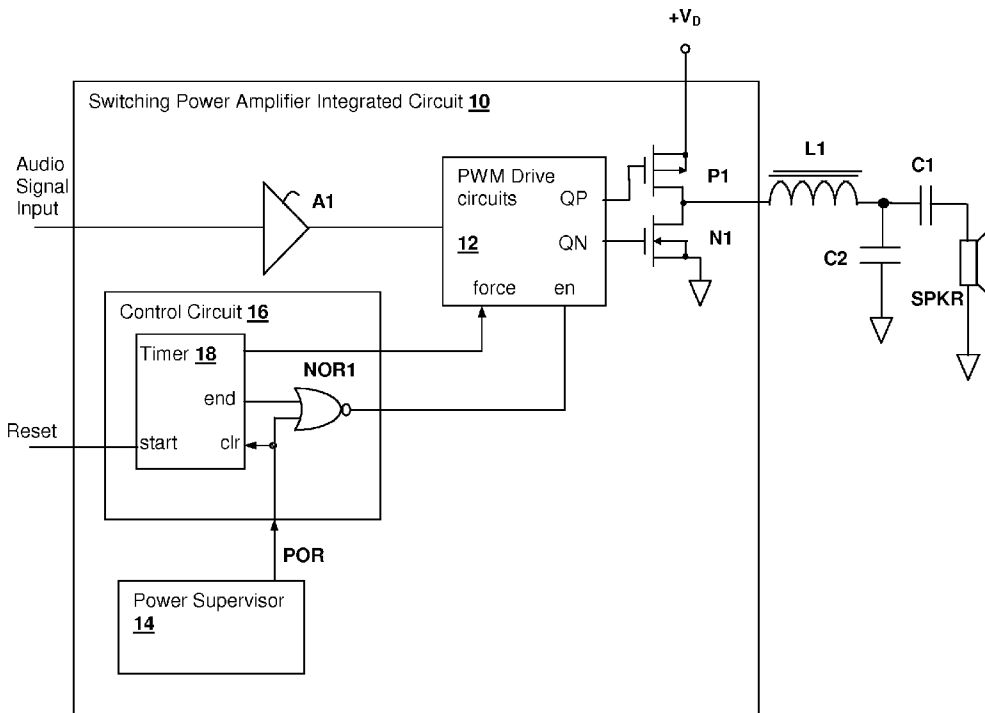 +VD
Switching Power Amplifier Integrated Circuit 10
Audio
Signal
Input
A1
PWM Drive
circuits
QP
12
QN
force en
P1
N1
L1
C1
C2
SPKR
Control Circuit 16
Timer 18
NOR1
end
Reset
start
clr
POR
Power Supervisor
14